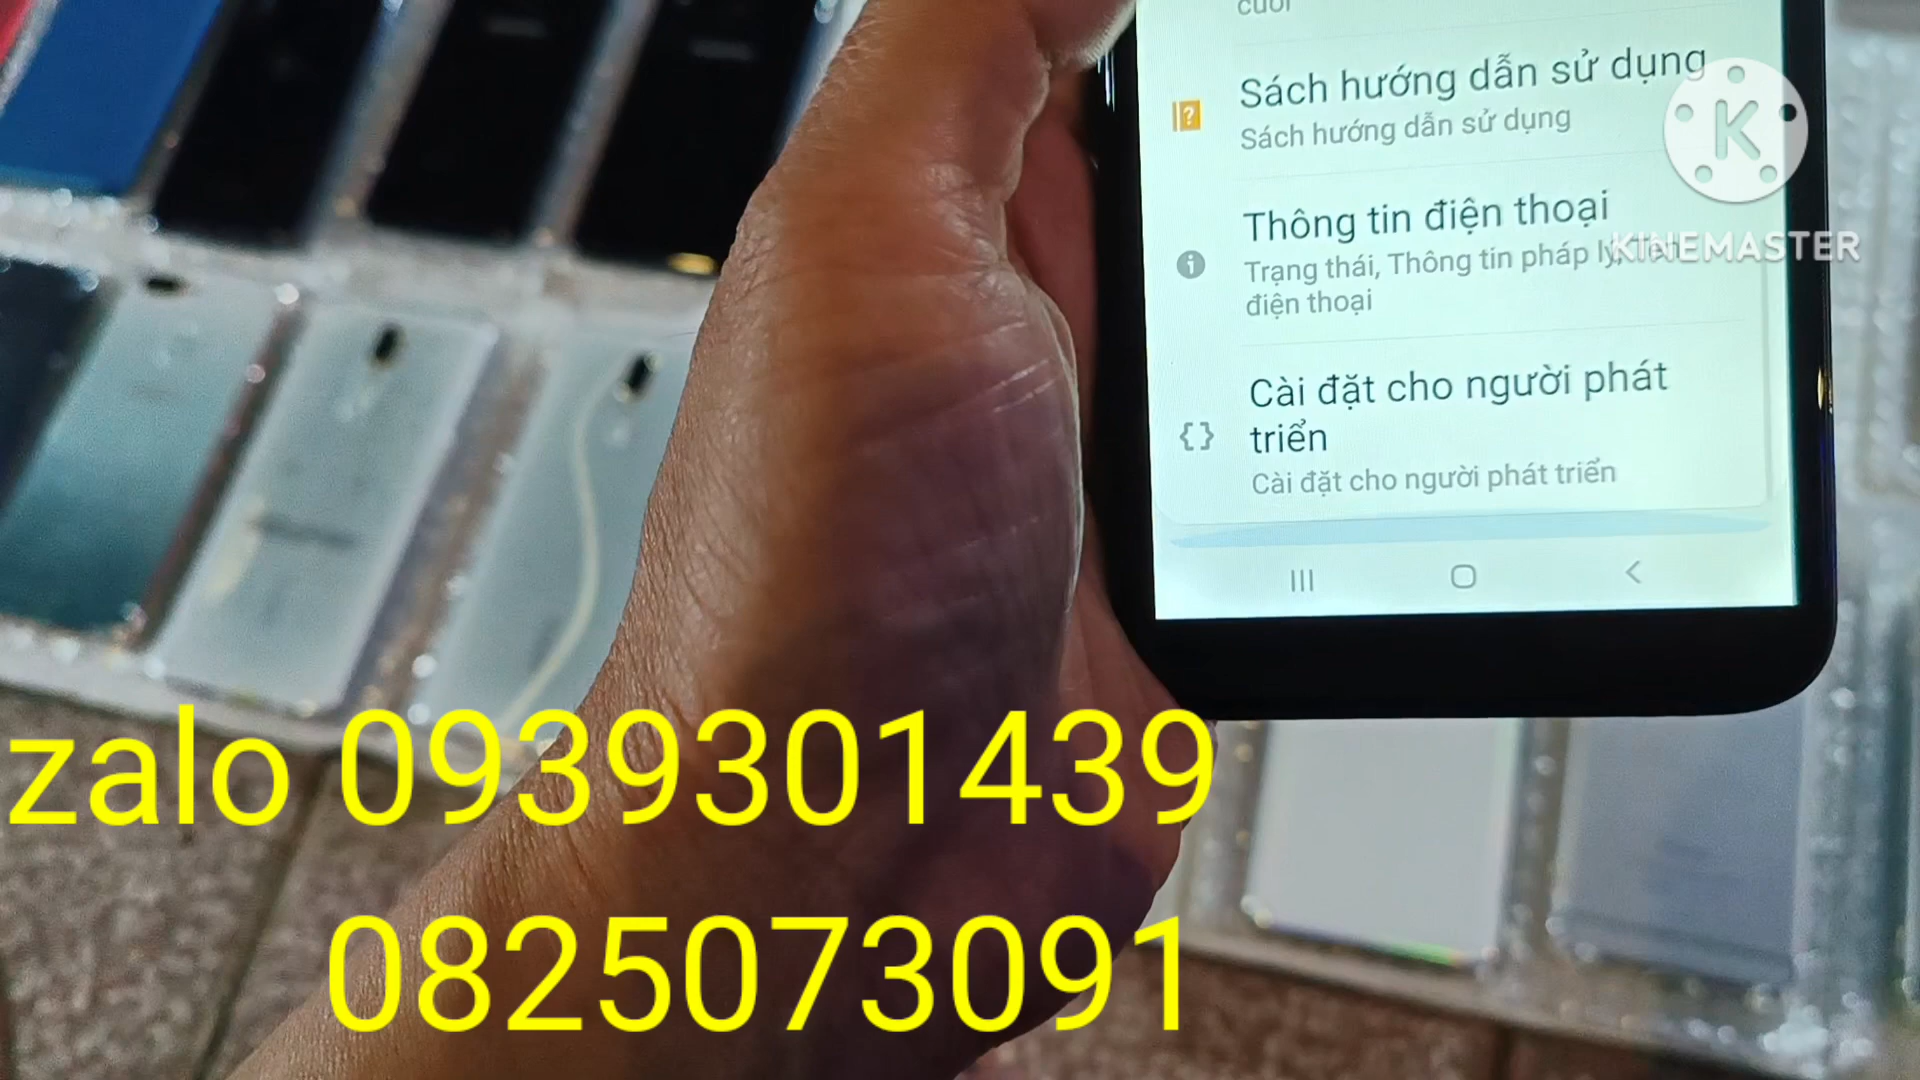 cuối
Sách hướng dẫn sử dụng
Sách hướng dẫn sử dụng
Thông tin điện thoại
Trạng thái, Thông tin pháp lý, Tên
điện thoại
Cài đặt cho người phát
triển
Cài đặt cho người phát triển
K
KINEMASTER
zalo 0939301439
0825073091